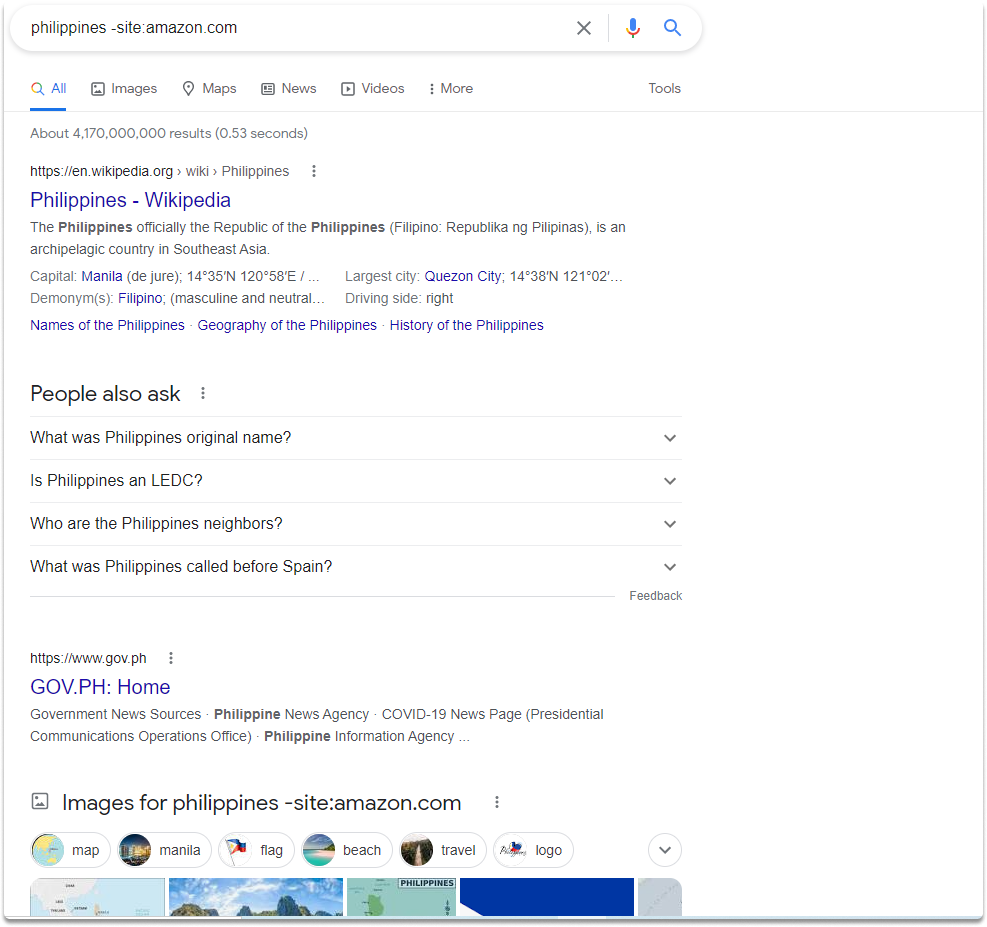 philippines -site:amazon.com
All Images Maps News Videos More Tools
About 4,170,000,000 results (0.53 seconds)
https://en.wikipedia.org › wiki › Philippines
Philippines - Wikipedia
The Philippines officially the Republic of the Philippines (Filipino: Republika ng Pilipinas), is an
archipelagic country in Southeast Asia.
Capital: Manila (de jure); 14°35′N 120°58′E / ... Largest city: Quezon City; 14°38′N 121°02′…
Demonym(s): Filipino; (masculine and neutral… Driving side: right
Names of the Philippines · Geography of the Philippines · History of the Philippines
People also ask
What was Philippines original name?
Is Philippines an LEDC?
Who are the Philippines neighbors?
What was Philippines called before Spain?
Feedback
https://www.gov.ph
GOV.PH: Home
Government News Sources · Philippine News Agency · COVID-19 News Page (Presidential
Communications Operations Office) · Philippine Information Agency ...
Images for philippines -site:amazon.com
map manila flag beach travel logo
PHILIPPINES